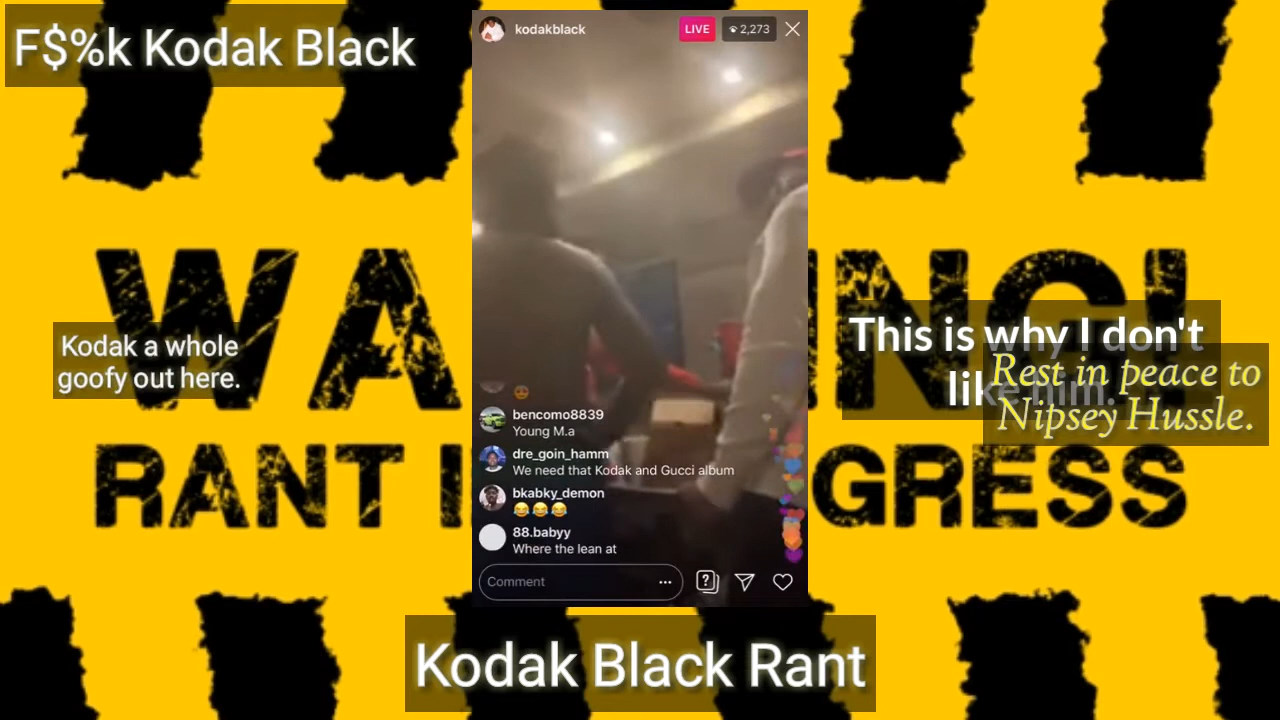 F$%k Kodak Black
kodakblack
LIVE
2,273
WA
NG!
Kodak a whole
goofy out here.
This is why I don't
like him.
Rest in peace to
Nipsey Hussle.
bencomo8839
Young M.a
dre_goin_hamm
We need that Kodak and Gucci album
bkabky_demon
😂😂😂
88.babyy
Where the lean at
RANT I
GRESS
Comment
Kodak Black Rant